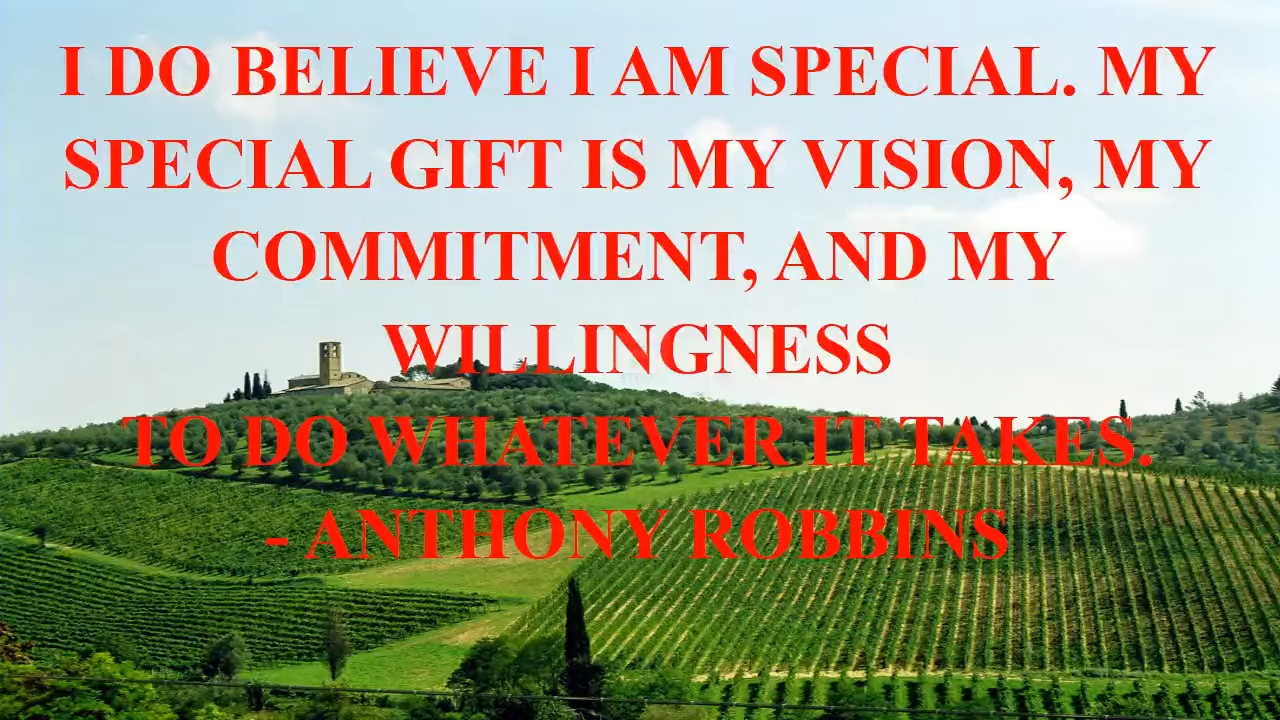 I DO BELIEVE I AM SPECIAL. MY
SPECIAL GIFT IS MY VISION, MY
COMMITMENT, AND MY
WILLINGNESS
TO DO WHATEVER IT TAKES.
- ANTHONY ROBBINS